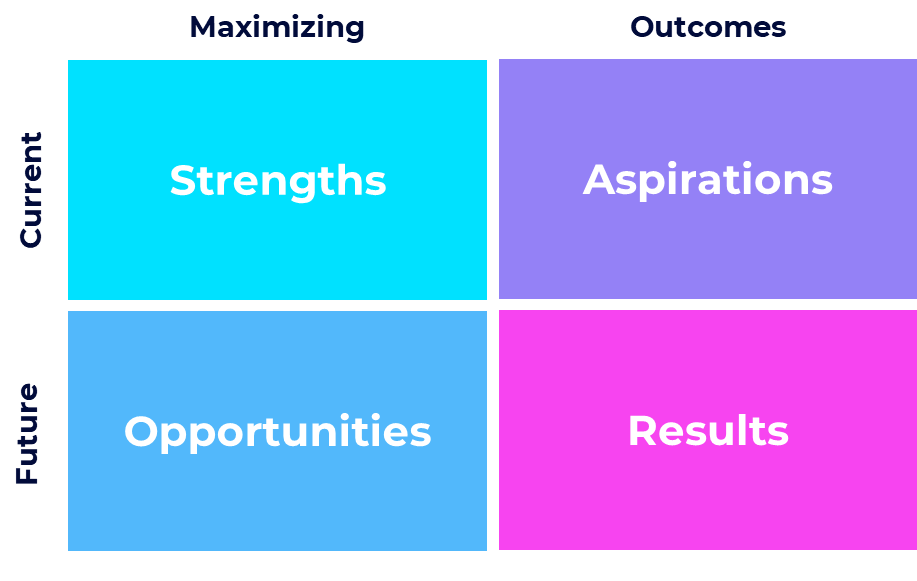 Maximizing
Outcomes
Current
Strengths
Aspirations
Future
Opportunities
Results